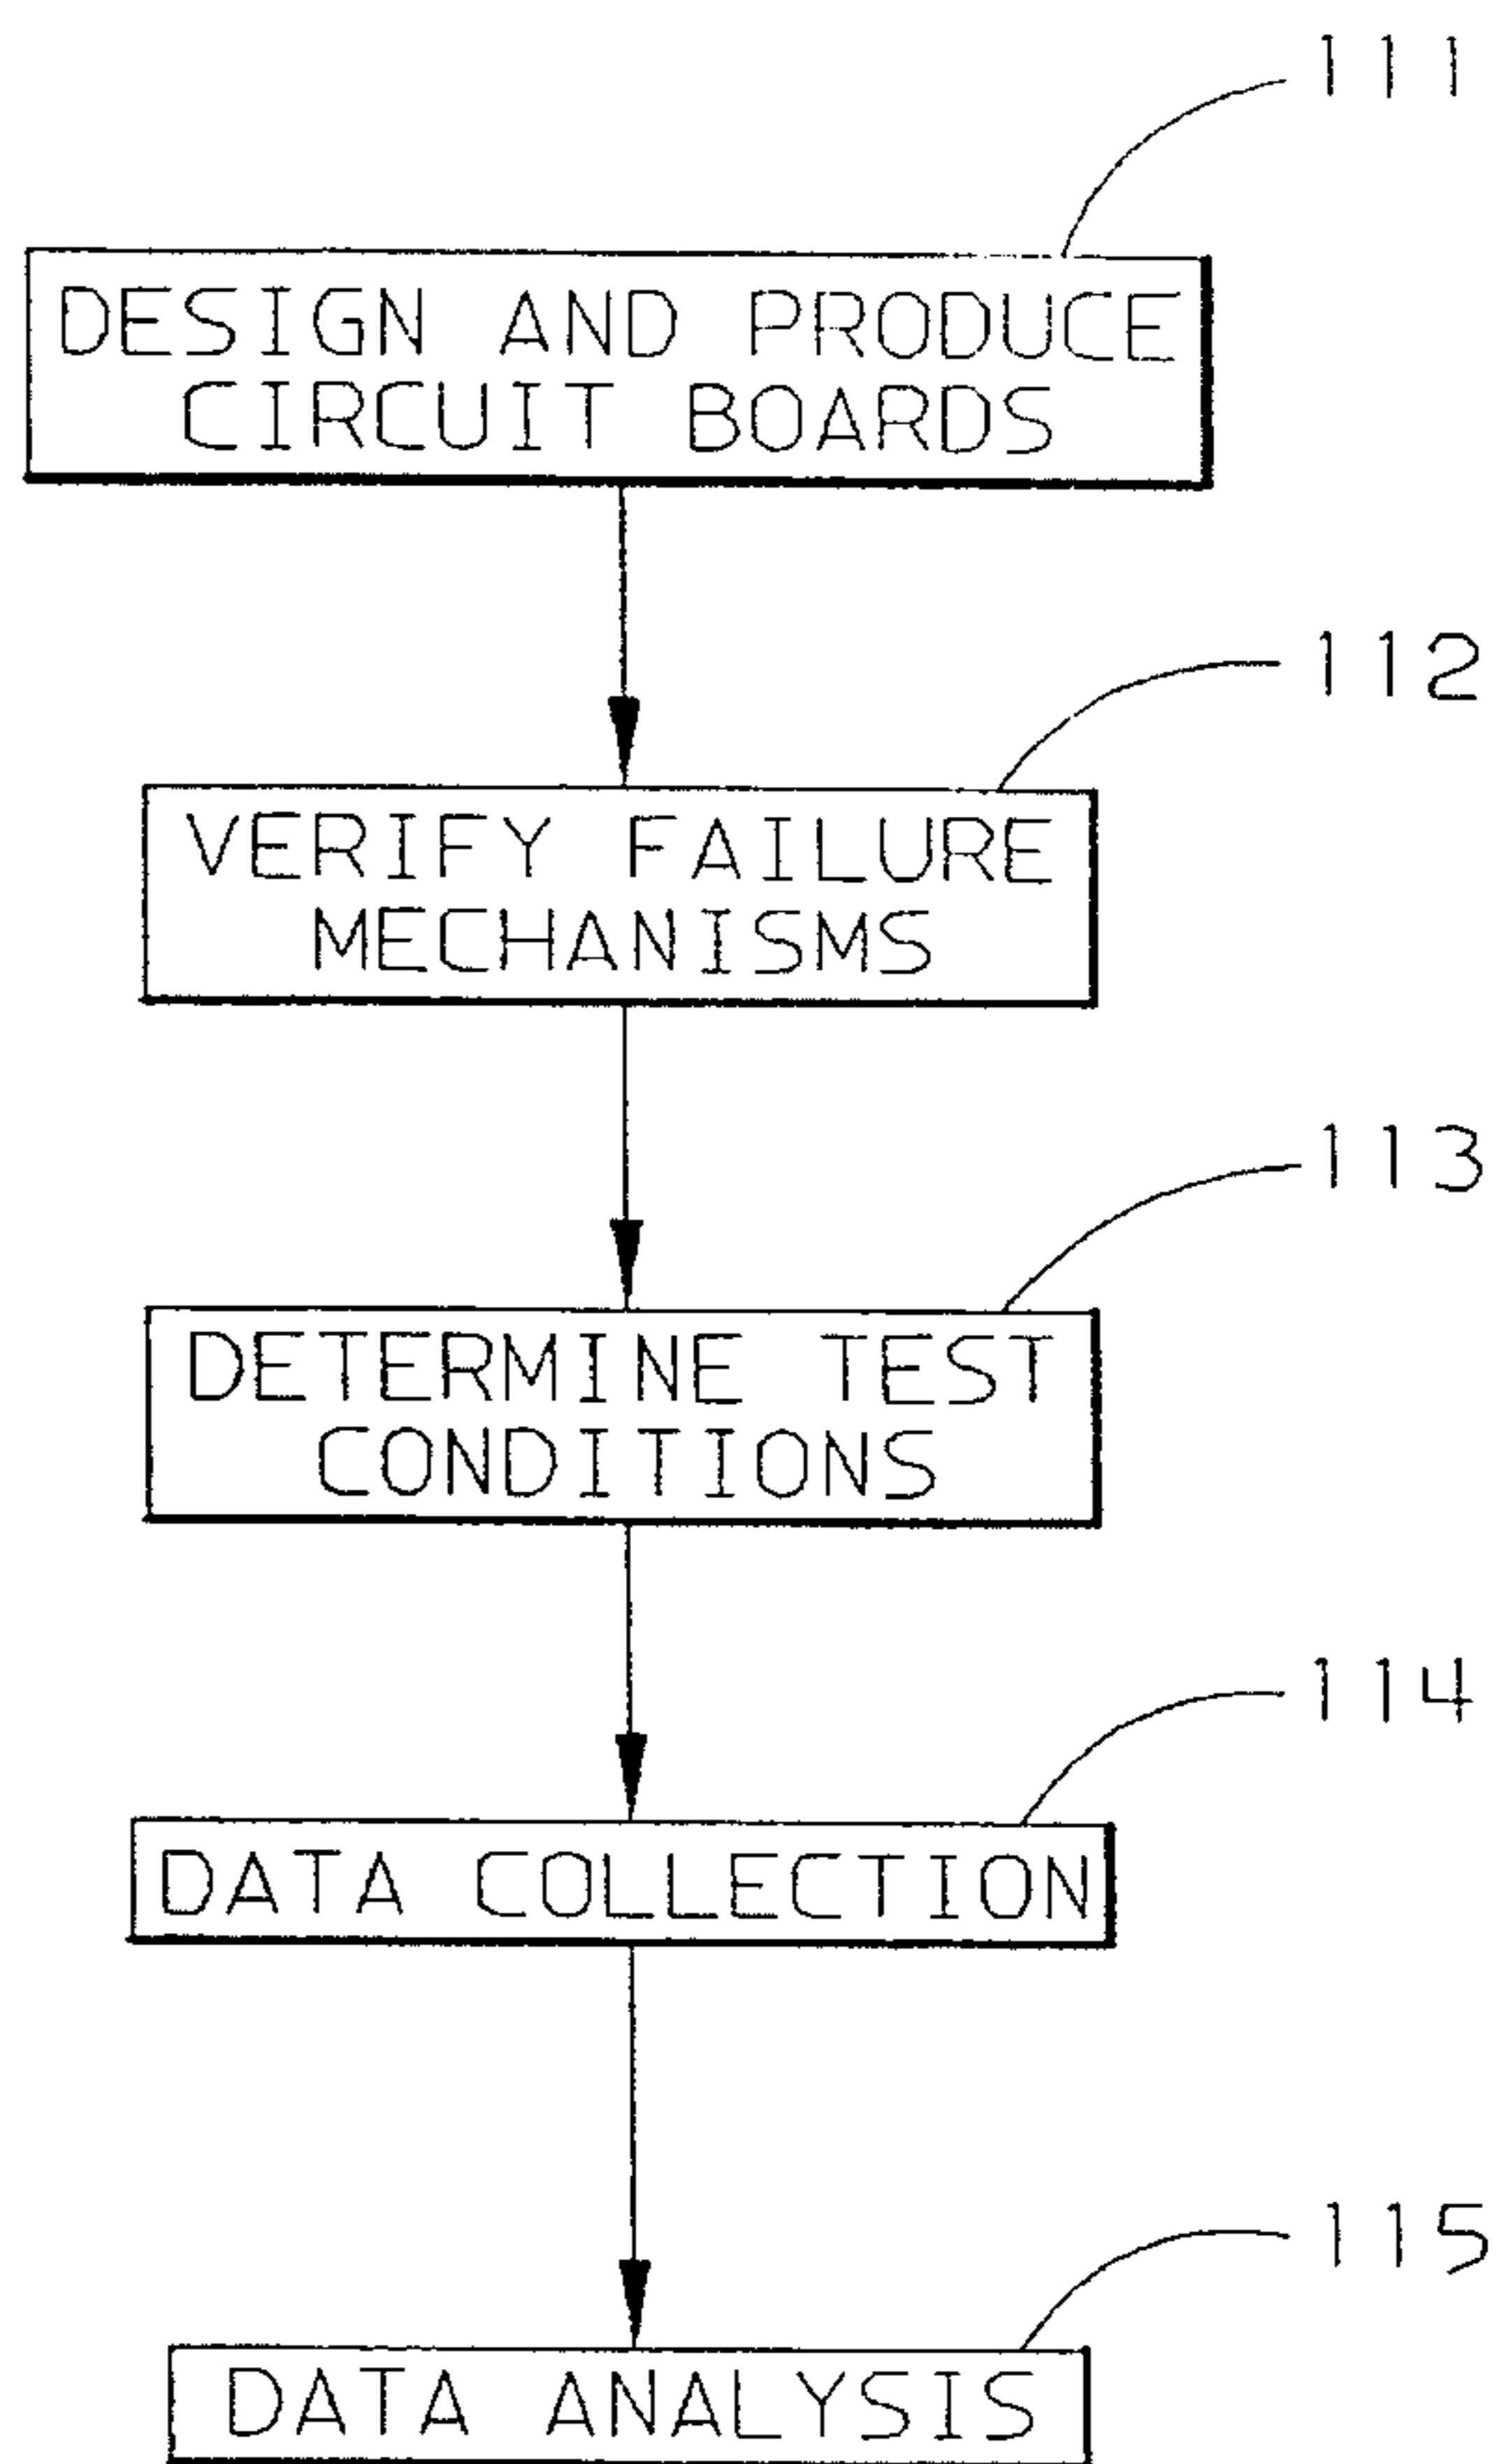 111
DESIGN AND PRODUCE
CIRCUIT BOARDS
112
VERIFY FAILURE
MECHANISMS
113
DETERMINE TEST
CONDITIONS
114
DATA COLLECTION
115
DATA ANALYSIS